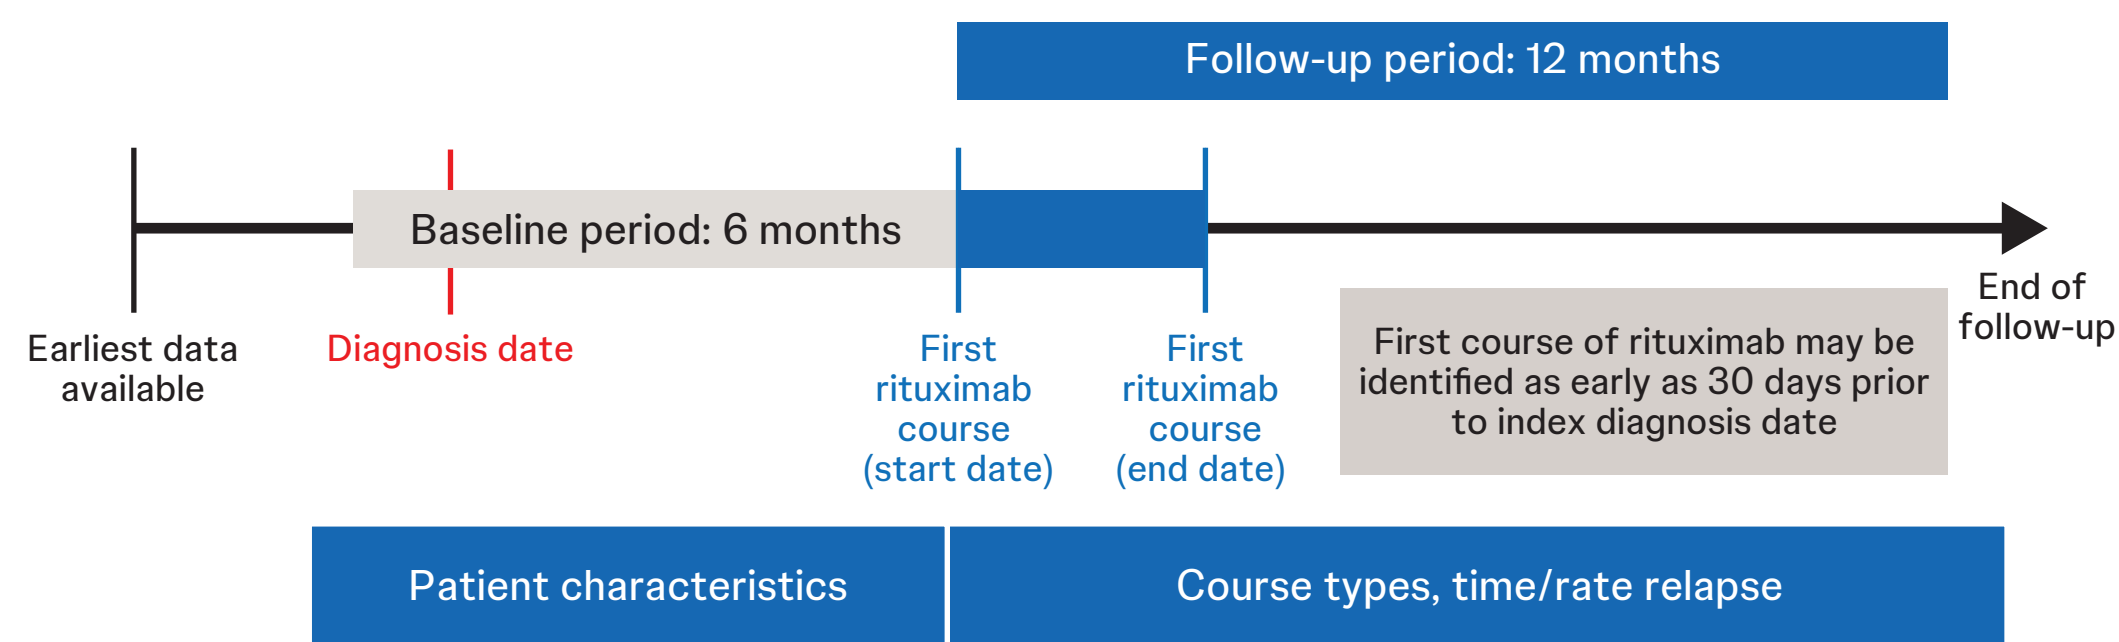 Follow-up period: 12 months
Baseline period: 6 months
Earliest data
available
Diagnosis date
First
rituximab
course
(start date)
First
rituximab
course
(end date)
First course of rituximab may be
identified as early as 30 days prior
to index diagnosis date
End of
follow-up
Patient characteristics
Course types, time/rate relapse